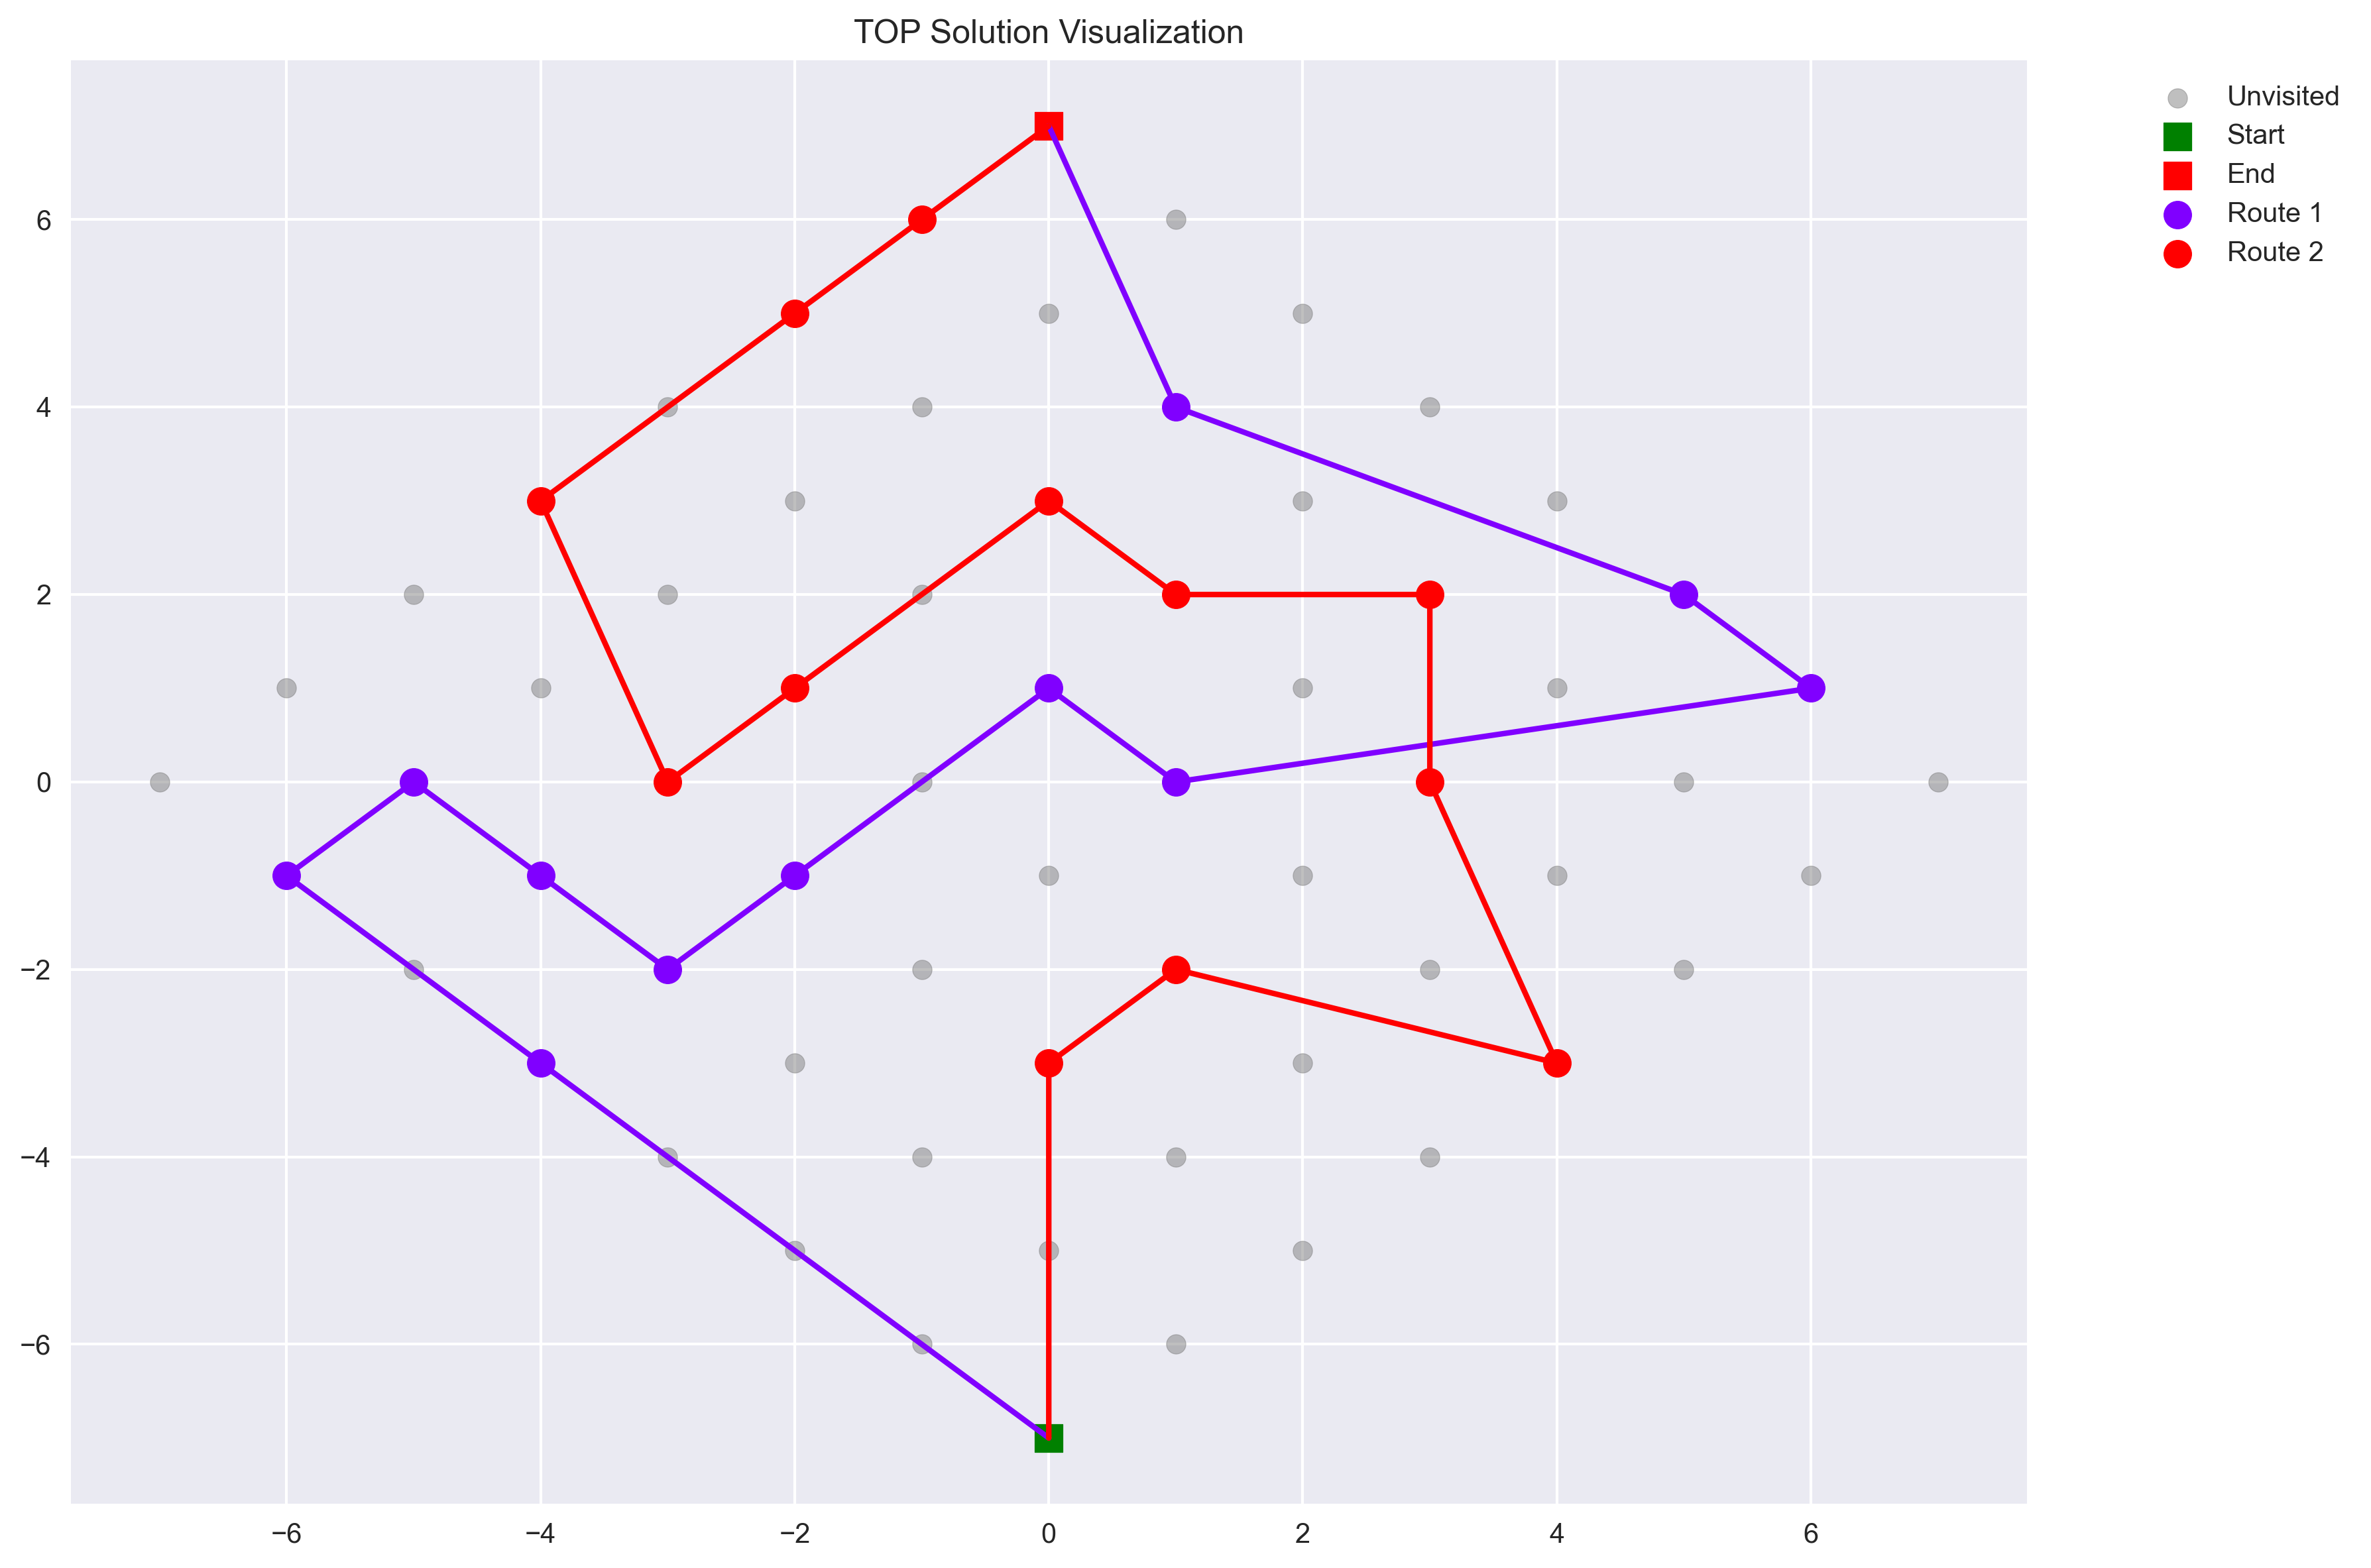 TOP Solution Visualization
Unvisited
Start
End
Route 1
Route 2
6
4
2
0
−2
−4
−6
−6 −4 −2 0 2 4 6